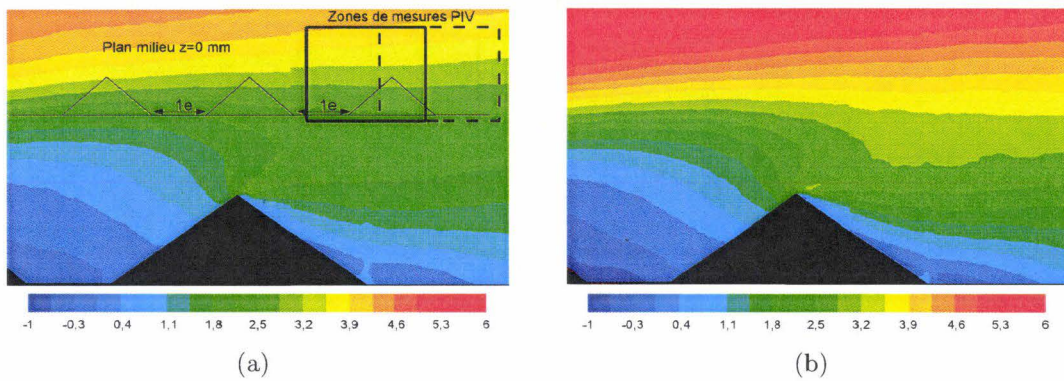 Zones de mesures PIV
Plan milieu z=0 mm
1e 1e
-1 -0,3 0,4 1,1 1,8 2,5 3,2 3,9 4,6 5,3 6
-1 -0,3 0,4 1,1 1,8 2,5 3,2 3,9 4,6 5,3 6
(a) (b)